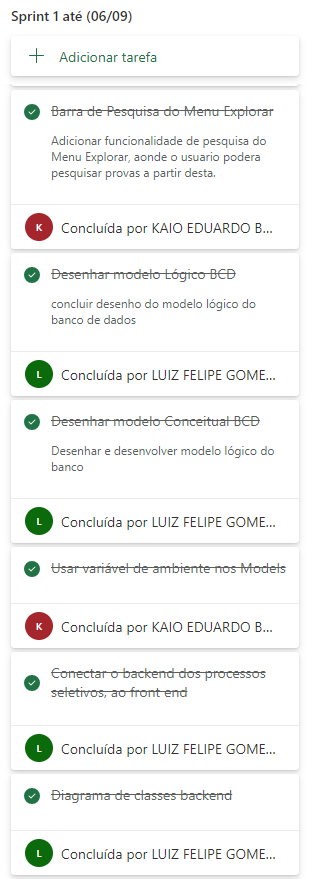 Sprint 1 até (06/09)
Adicionar tarefa
Barra de Pesquisa do Menu Explorar
Adicionar funcionalidade de pesquisa do
Menu Explorar, aonde o usuario podera
pesquisar provas a partir desta.
K
Concluída por KAIO EDUARDO B...
Desenhar modelo Lógico BCD
concluir desenho do modelo lógico do
banco de dados
L
Concluída por LUIZ FELIPE GOME...
Desenhar modelo Conceitual BCD
Desenhar e desenvolver modelo lógico do
banco
L
Concluída por LUIZ FELIPE GOME...
Usar variável de ambiente nos Models
K
Concluída por KAIO EDUARDO B...
Conectar o backend dos processos
seletivos, ao front end
L
Concluída por LUIZ FELIPE GOME...
Diagrama de classes backend
L
Concluída por LUIZ FELIPE GOME...